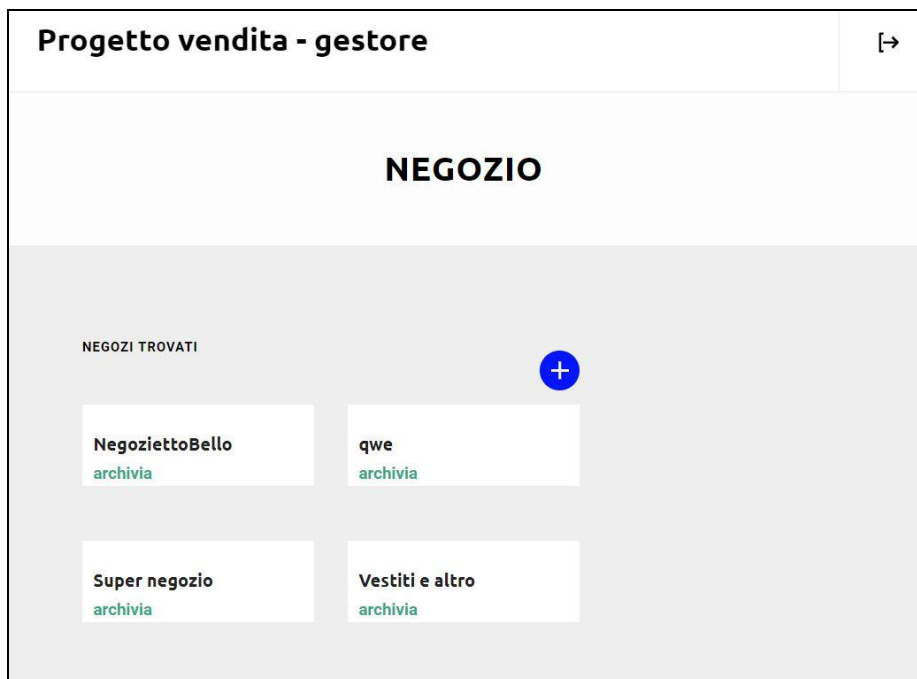 Progetto vendita - gestore
NEGOZIO
NEGOZI TROVATI
NegoziettoBello
archivia
qwe
archivia
Super negozio
archivia
Vestiti e altro
archivia